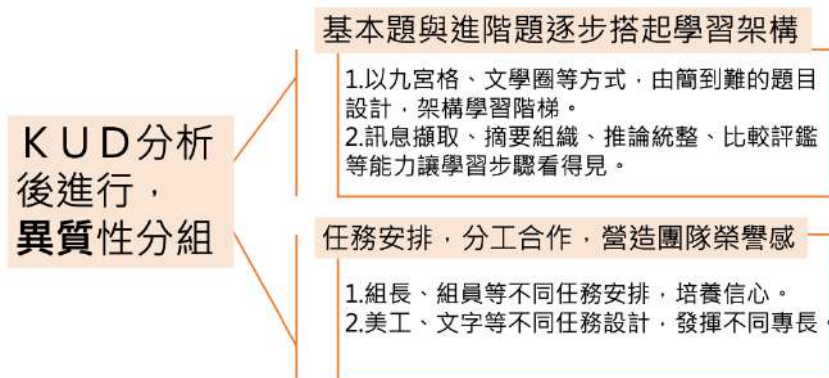 KUD分析
後進行，
異質性分組
基本題與進階題逐步搭起學習架構
1.以九宮格、文學圈等方式，由簡到難的題目
設計，架構學習階梯。
2.訊息擷取、摘要組織、推論統整、比較評鑑
等能力讓學習步驟看得見。
任務安排，分工合作，營造團隊榮譽感
1.組長、組員等不同任務安排，培養信心。
2.美工、文字等不同任務設計，發揮不同專長。